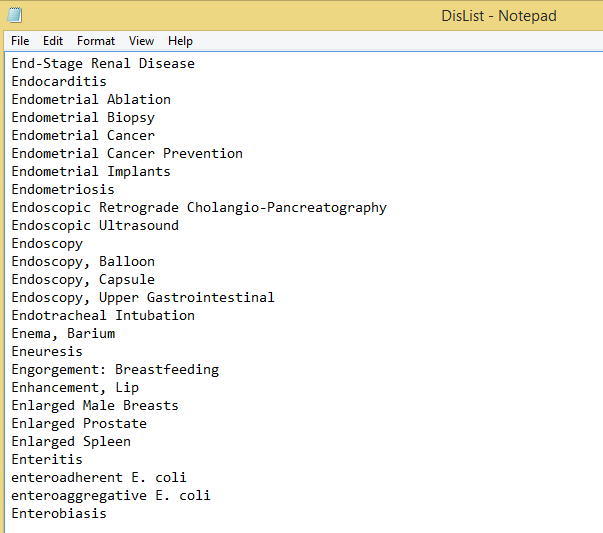 DisList - Notepad
File Edit Format View Help
End-Stage Renal Disease
Endocarditis
Endometrial Ablation
Endometrial Biopsy
Endometrial Cancer
Endometrial Cancer Prevention
Endometrial Implants
Endometriosis
Endoscopic Retrograde Cholangio-Pancreatography
Endoscopic Ultrasound
Endoscopy
Endoscopy, Balloon
Endoscopy, Capsule
Endoscopy, Upper Gastrointestinal
Endotracheal Intubation
Enema, Barium
Eneuresis
Engorgement: Breastfeeding
Enhancement, Lip
Enlarged Male Breasts
Enlarged Prostate
Enlarged Spleen
Enteritis
enteroadherent E. coli
enteroaggregative E. coli
Enterobiasis